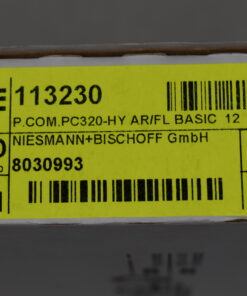 113230
P.COM.PC320-HY AR/FL BASIC 12
NIESMANN+BISCHOFF GmbH
8030993